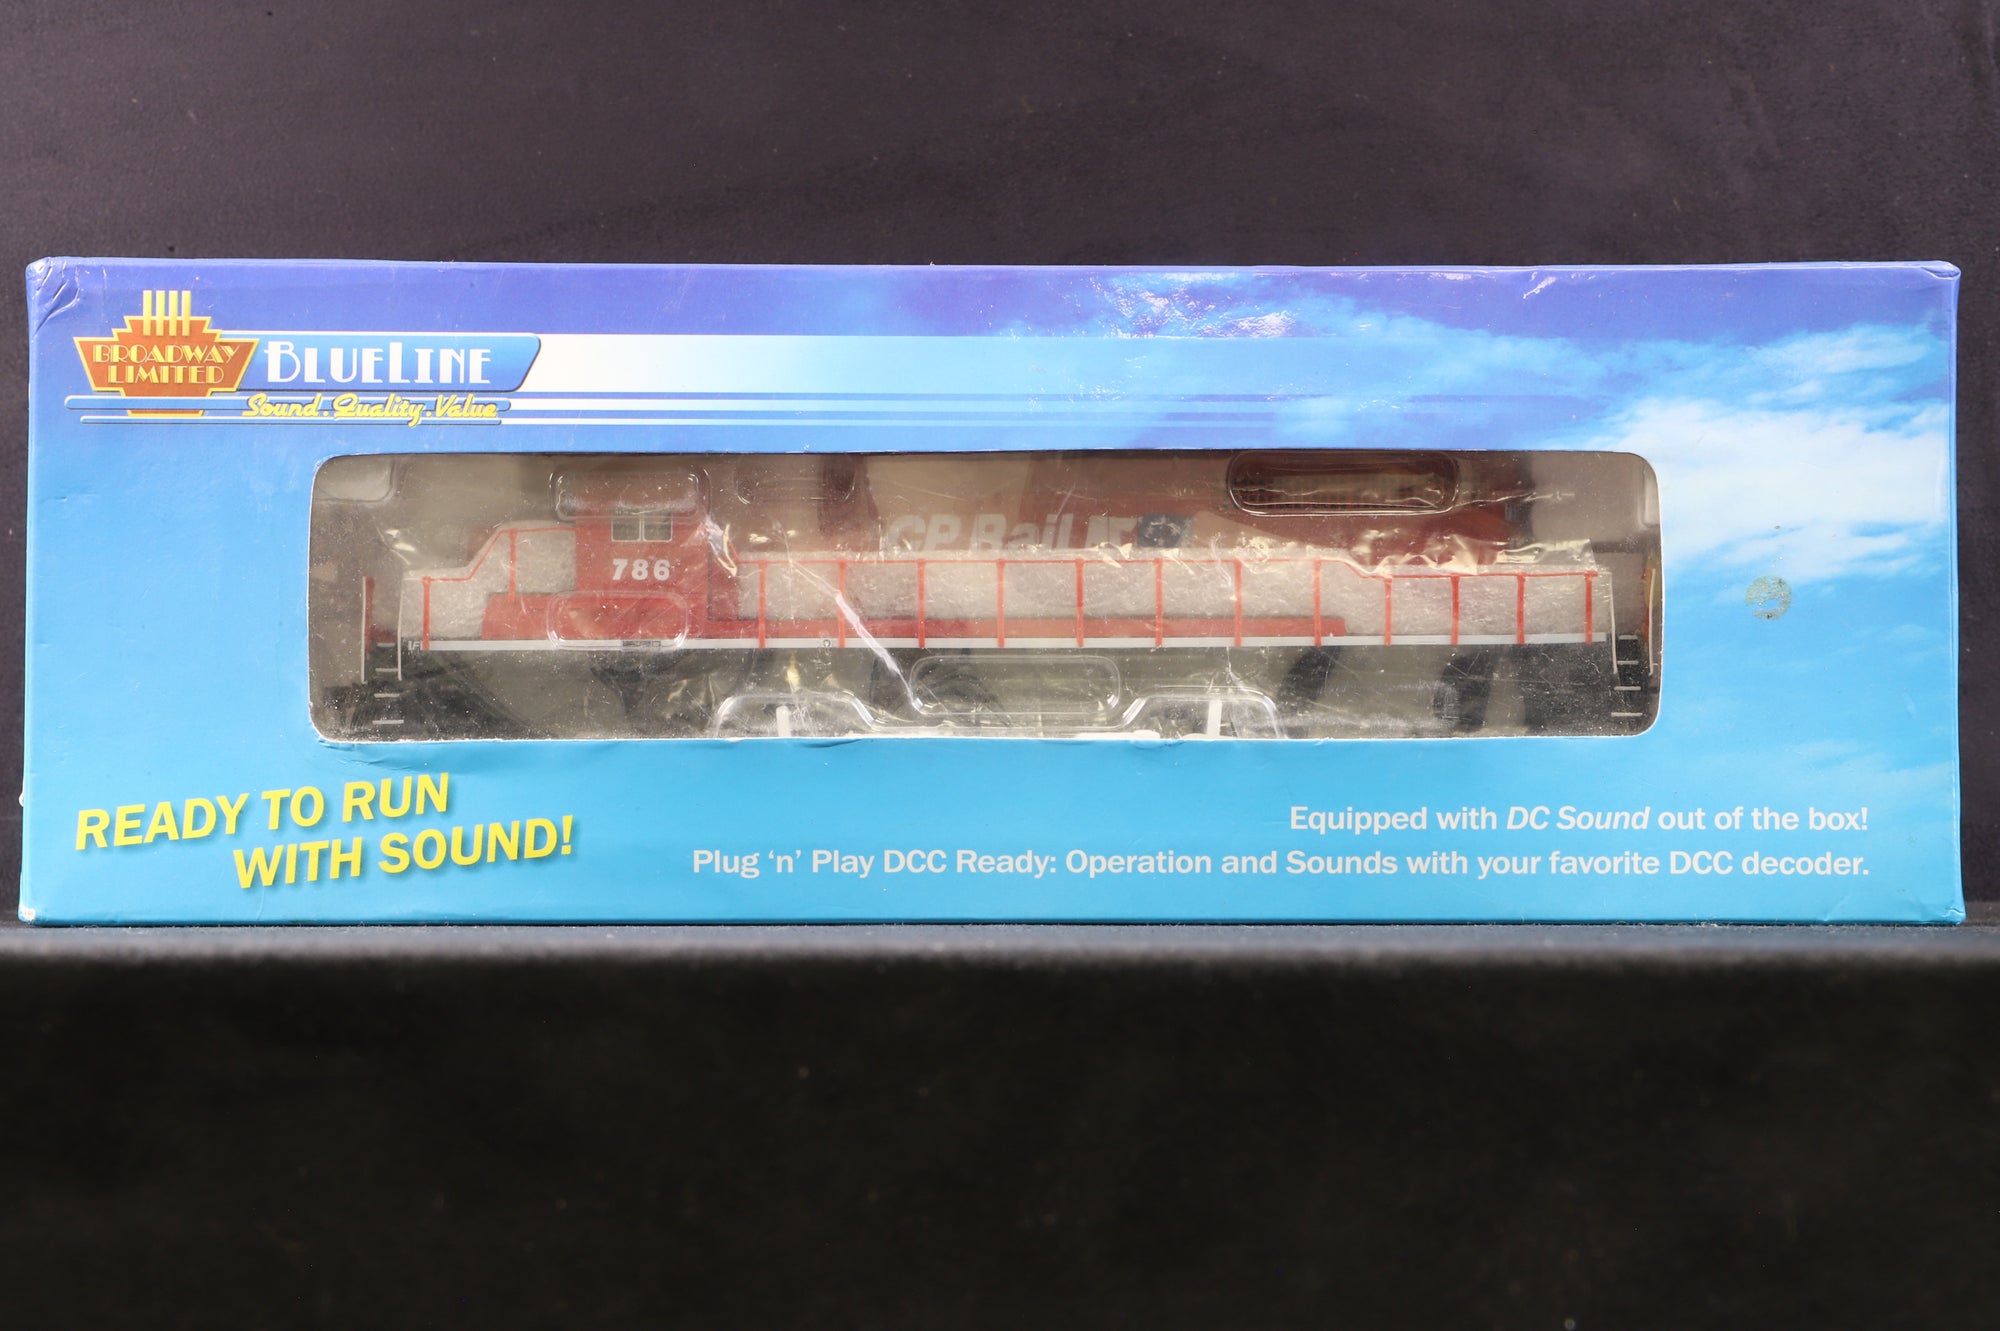 BROADWAY
LIMITED
BLUELINE
Sound. Quality. Value
CP Rail
786
READY TO RUN
WITH SOUND!
Equipped with DC Sound out of the box!
Plug ‘n’ Play DCC Ready: Operation and Sounds with your favorite DCC decoder.